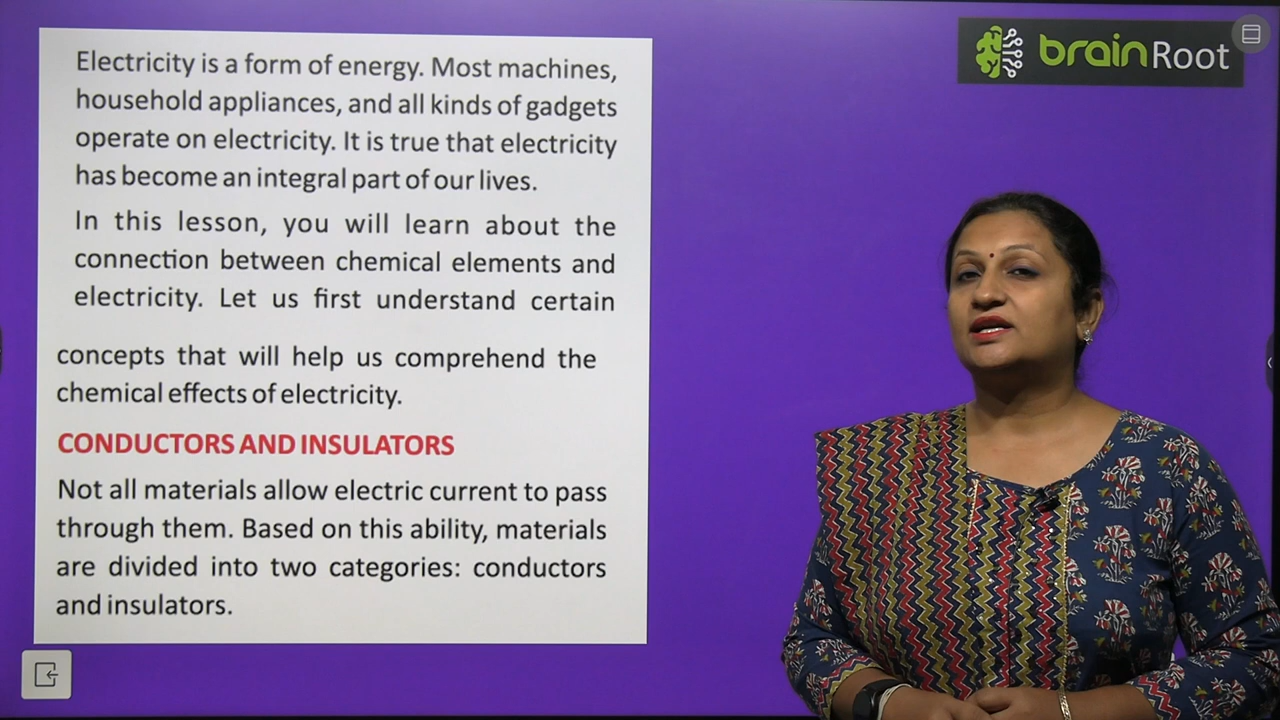 Electricity is a form of energy. Most machines,
household appliances, and all kinds of gadgets
operate on electricity. It is true that electricity
has become an integral part of our lives.
In this lesson, you will learn about the
connection between chemical elements and
electricity. Let us first understand certain
concepts that will help us comprehend the
chemical effects of electricity.
CONDUCTORS AND INSULATORS
Not all materials allow electric current to pass
through them. Based on this ability, materials
are divided into two categories: conductors
and insulators.
brainRoot